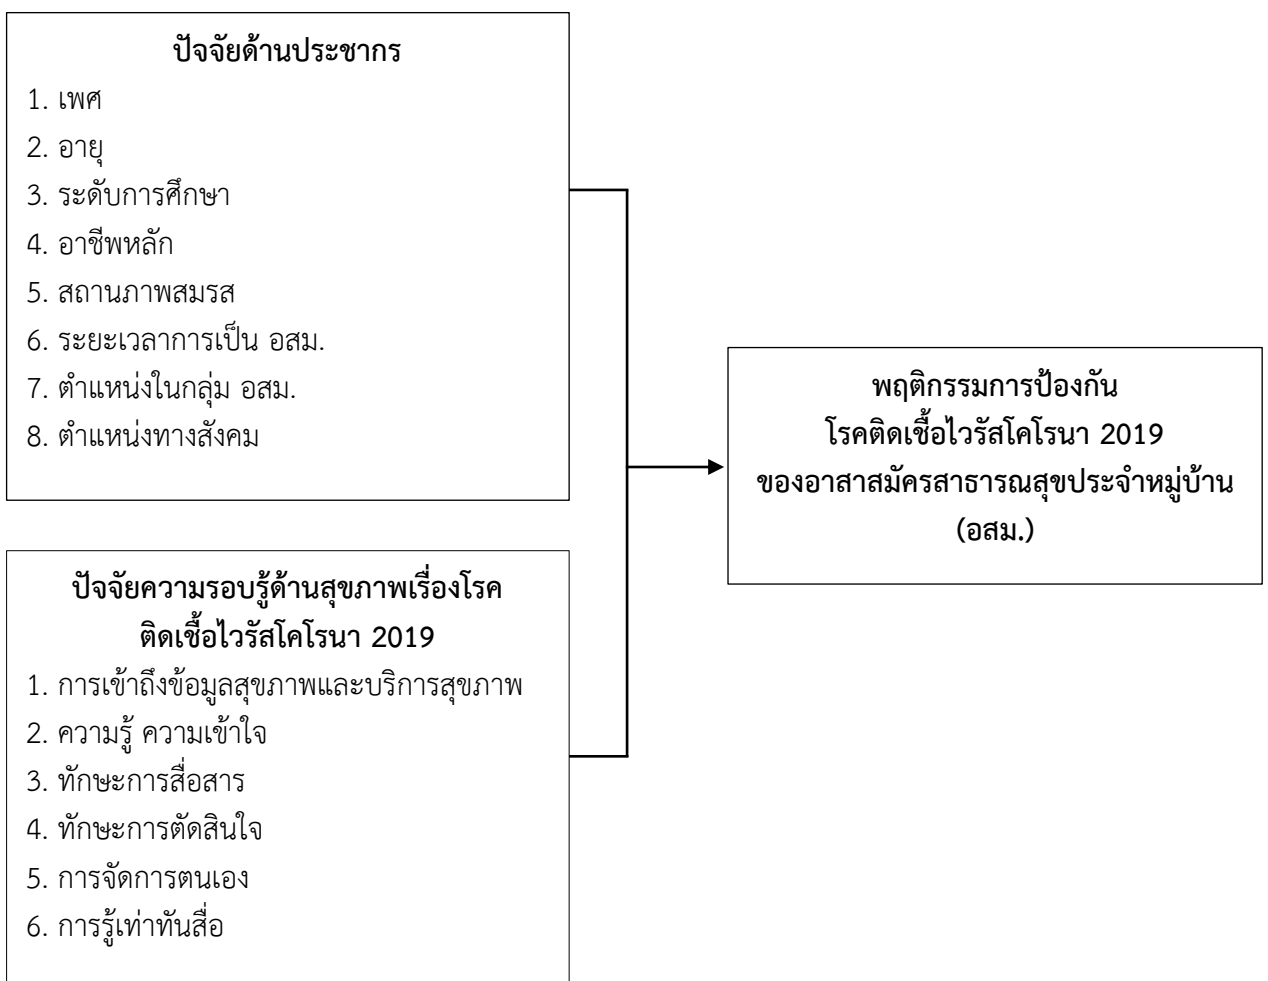 ปัจจัยด้านประชากร
1. เพศ
2. อายุ
3. ระดับการศึกษา
4. อาชีพหลัก
5. สถานภาพสมรส
6. ระยะเวลาการเป็น อสม.
7. ตำแหน่งในกลุ่ม อสม.
8. ตำแหน่งทางสังคม
ปัจจัยความรอบรู้ด้านสุขภาพเรื่องโรค
ติดเชื้อไวรัสโคโรนา 2019
1. การเข้าถึงข้อมูลสุขภาพและบริการสุขภาพ
2. ความรู้ ความเข้าใจ
3. ทักษะการสื่อสาร
4. ทักษะการตัดสินใจ
5. การจัดการตนเอง
6. การรู้เท่าทันสื่อ
พฤติกรรมการป้องกัน
โรคติดเชื้อไวรัสโคโรนา 2019
ของอาสาสมัครสาธารณสุขประจำหมู่บ้าน
(อสม.)